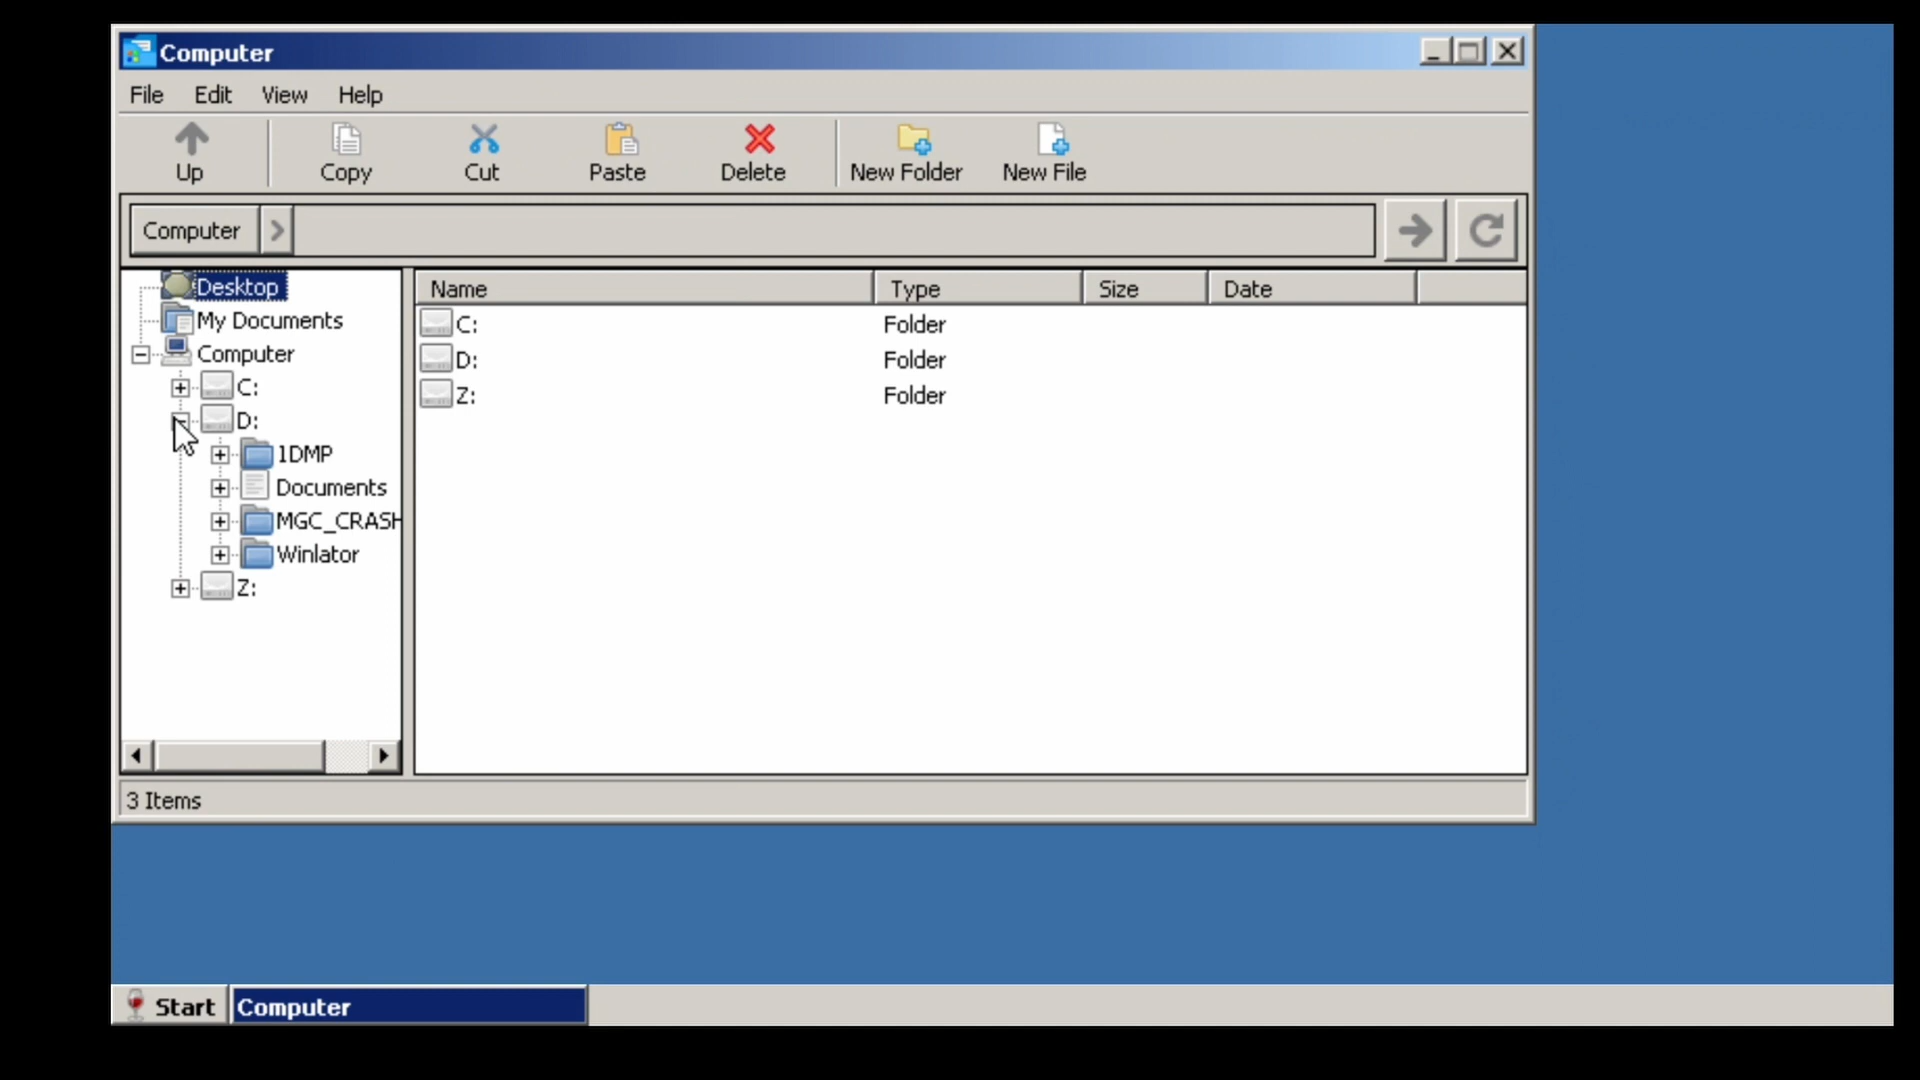 Computer
File Edit View Help
Up Copy Cut Paste Delete New Folder New File
Computer
Desktop
My Documents
Computer
C:
D:
1DMP
Documents
MGC_CRASH
Winlator
Z:
Name Type Size Date
C: Folder
D: Folder
Z: Folder
3 Items
Start Computer